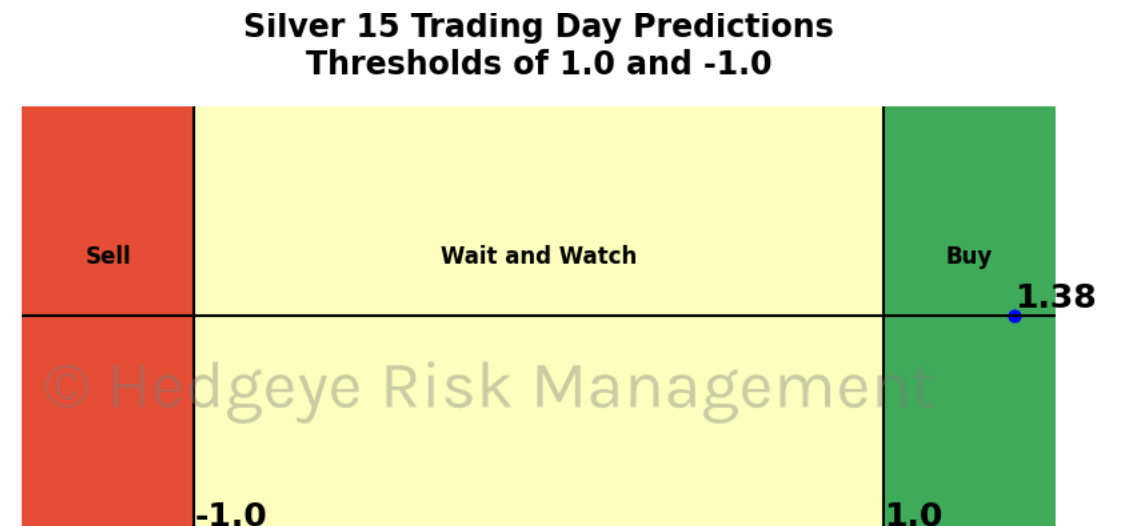 Silver 15 Trading Day Predictions
Thresholds of 1.0 and -1.0
Sell
Wait and Watch
Buy
1.38
© Hedgeye Risk Management
-1.0
1.0